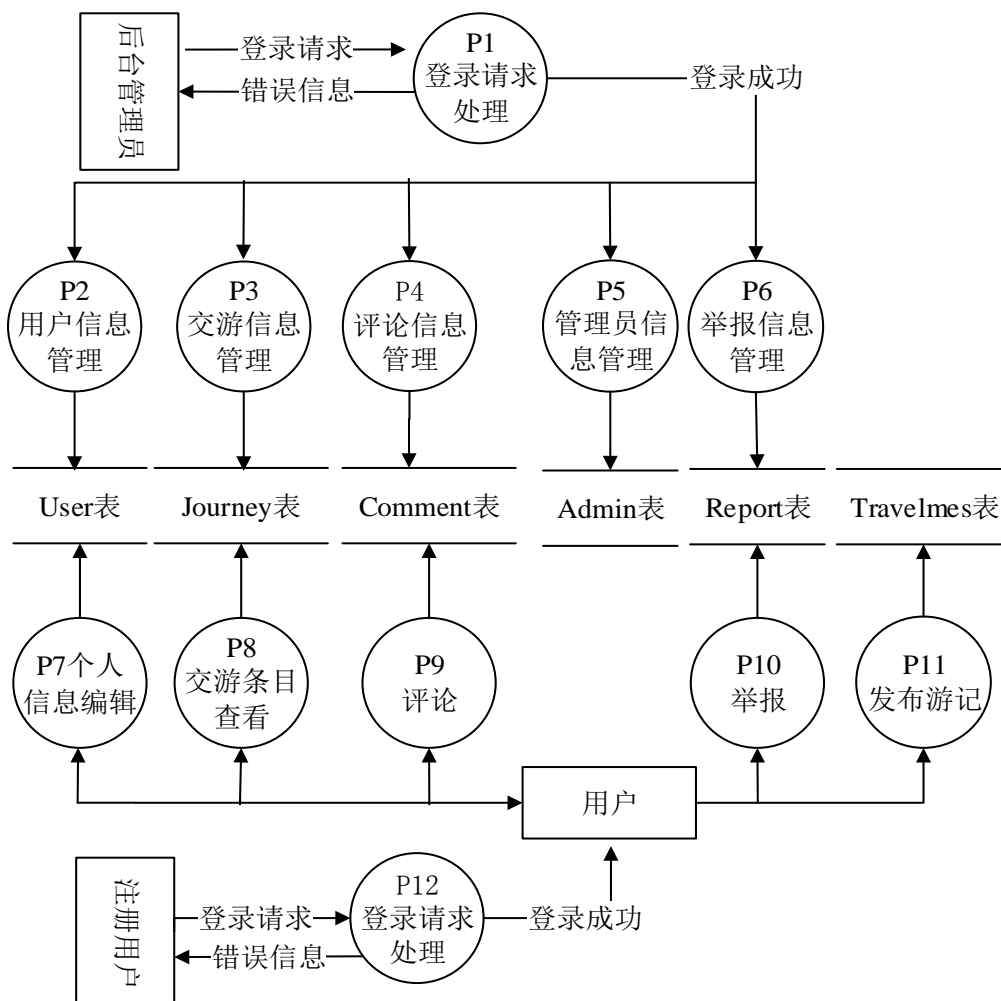 后台管理员
登录请求
错误信息
P1
登录请求
处理
登录成功
P2
用户信息
管理
P3
交游信息
管理
P4
评论信息
管理
P5
管理员信
息管理
P6
举报信息
管理
User表
Journey表
Comment表
Admin表
Report表
Travelmes表
P7个人
信息编辑
P8
交游条目
查看
P9
评论
P10
举报
P11
发布游记
用户
注册用户
登录请求
错误信息
P12
登录请求
处理
登录成功